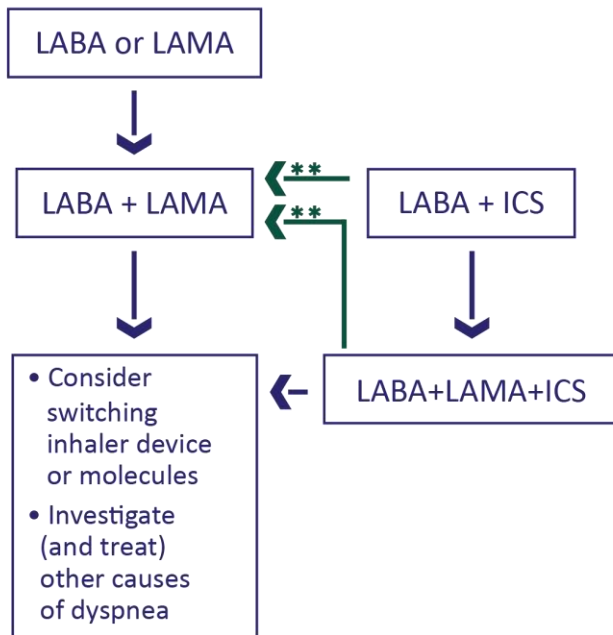 LABA or LAMA
**
LABA + LAMA
LABA + ICS
**
• Consider
switching
inhaler device
or molecules
LABA+LAMA+ICS
• Investigate
(and treat)
other causes
of dyspnea